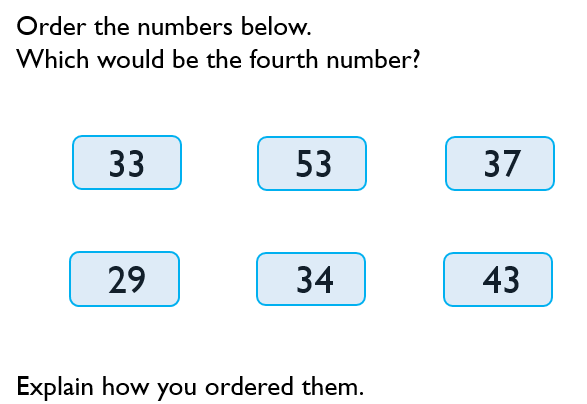 Order the numbers below.
Which would be the fourth number?
33 53 37
29 34 43
Explain how you ordered them.